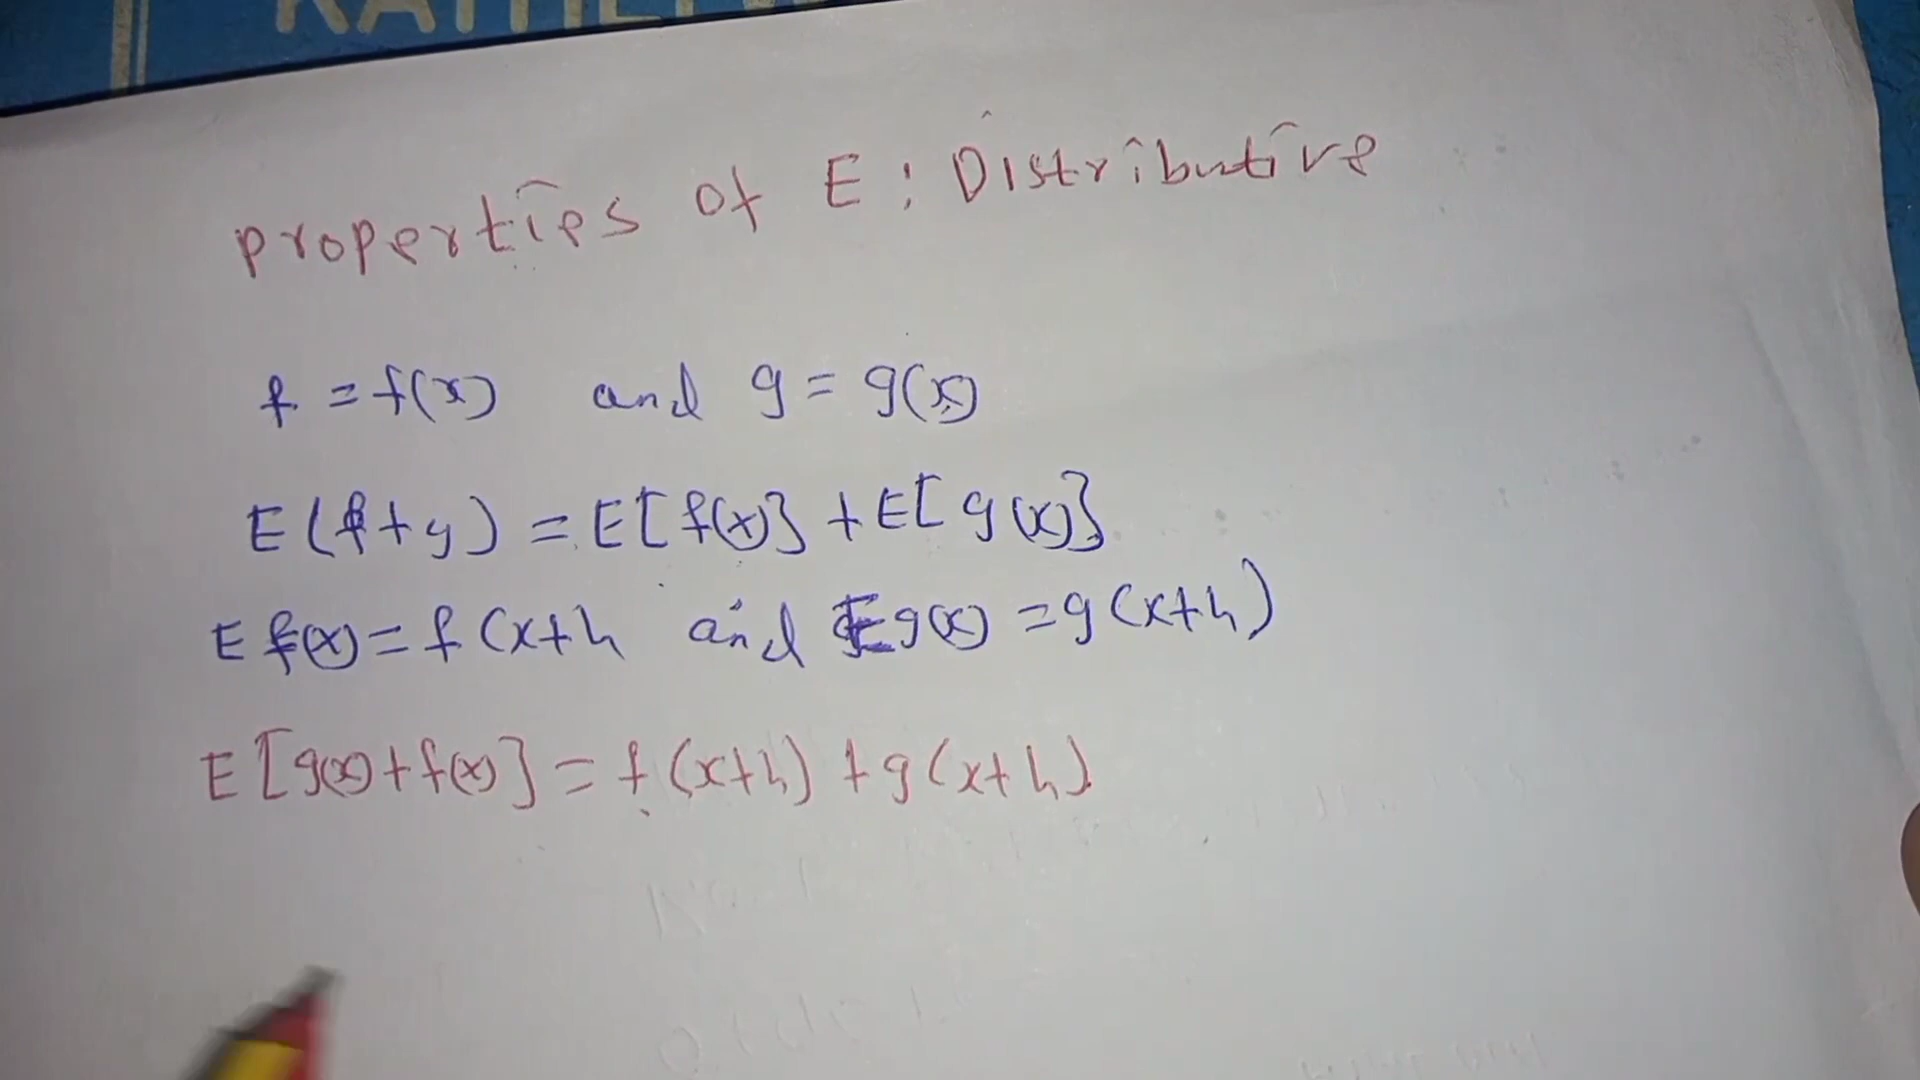 properties of E : Distributive
f = f(x) and g = g(x)
E(f+y) = E[f(x)] + E[g(x)]
E f(x) = f(x+h and E g(x) = g(x+h)
E[g(x)+f(x)] = f(x+h) + g(x+h)